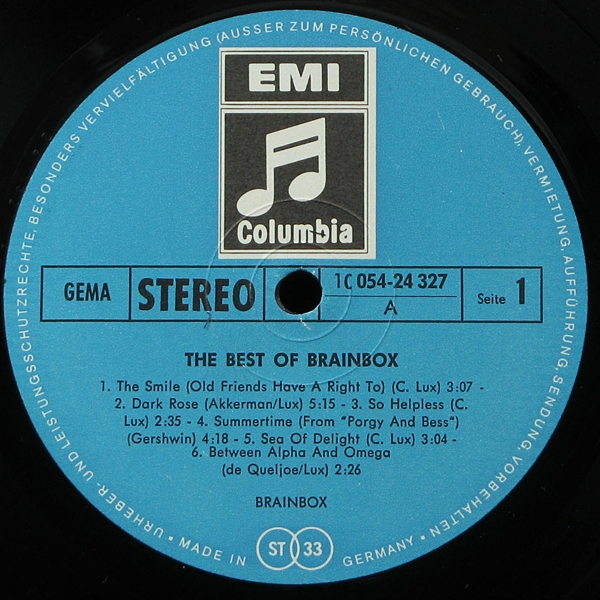 URHEBER- UND LEISTUNGSSCHUTZRECHTE, BESONDERS VERVIELFÄLTIGUNG (AUSSER ZUM PERSÖNLICHEN GEBRAUCH), VERMIETUNG, AUFFÜHRUNG, SENDUNG, VORBEHALTEN
EMI
Columbia
GEMA
STEREO
1C 054-24 327
A
Seite 1
THE BEST OF BRAINBOX
1. The Smile (Old Friends Have A Right To) (C. Lux) 3:07 -
2. Dark Rose (Akkerman/Lux) 5:15 - 3. So Helpless (C.
Lux) 2:35 - 4. Summertime (From "Porgy And Bess")
(Gershwin) 4:18 - 5. Sea Of Delight (C. Lux) 3:04 -
6. Between Alpha And Omega
(de Queljoe/Lux) 2:26
BRAINBOX
• MADE IN ST 33 GERMANY •